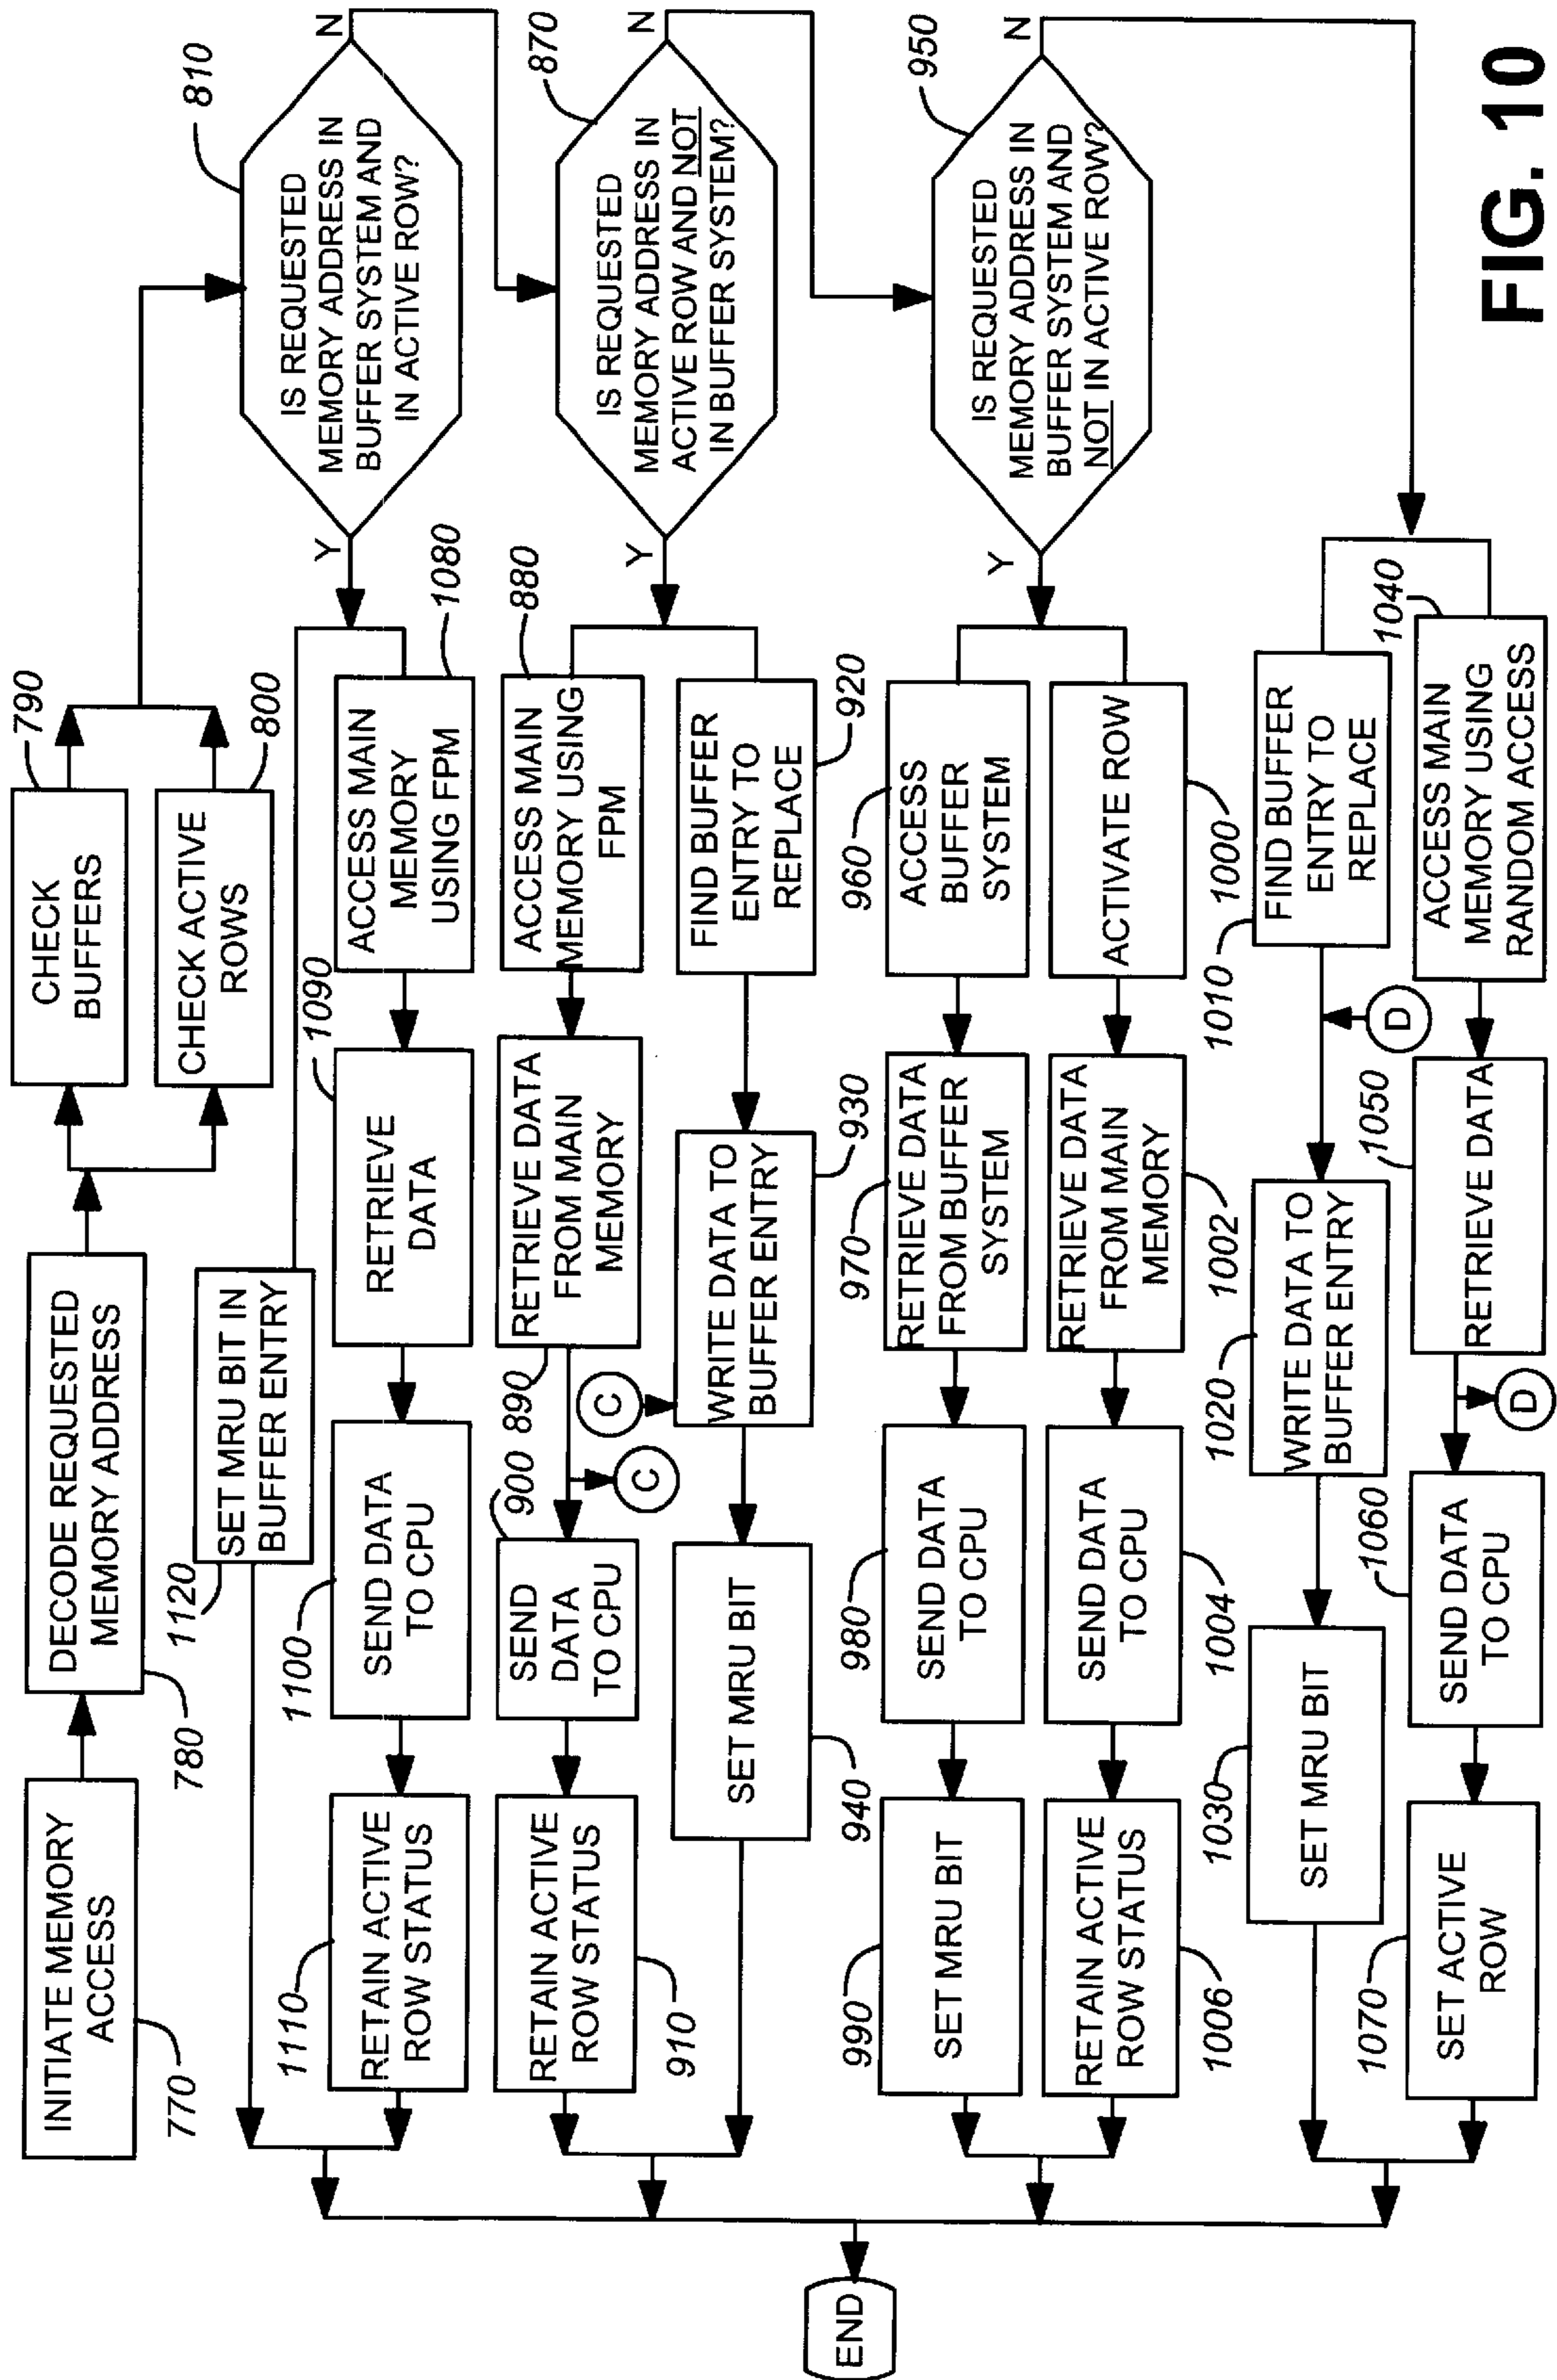 INITIATE MEMORY
ACCESS
770
DECODE REQUESTED
MEMORY ADDRESS
780
CHECK
BUFFERS
790
CHECK ACTIVE
ROWS
800
IS REQUESTED
MEMORY ADDRESS IN
BUFFER SYSTEM AND
IN ACTIVE ROW?
810
N
Y
SET MRU BIT IN
BUFFER ENTRY
1120
ACCESS MAIN
MEMORY
USING FPM
1080
RETRIEVE
DATA
1090
SEND DATA
TO CPU
1100
RETAIN ACTIVE
ROW STATUS
1110
IS REQUESTED
MEMORY ADDRESS IN
ACTIVE ROW AND NOT
IN BUFFER SYSTEM?
870
N
Y
ACCESS MAIN
MEMORY USING
FPM
880
RETRIEVE DATA
FROM MAIN
MEMORY
890
C
SEND
DATA
TO CPU
900
RETAIN ACTIVE
ROW STATUS
910
FIND BUFFER
ENTRY TO
REPLACE
920
C
WRITE DATA TO
BUFFER ENTRY
930
SET MRU BIT
940
IS REQUESTED
MEMORY ADDRESS IN
BUFFER SYSTEM AND
NOT IN ACTIVE ROW?
950
N
Y
ACCESS
BUFFER
SYSTEM
960
RETRIEVE DATA
FROM BUFFER
SYSTEM
970
SEND DATA
TO CPU
980
SET MRU BIT
990
ACTIVATE ROW
1000
RETRIEVE DATA
FROM MAIN
MEMORY
1002
SEND DATA
TO CPU
1004
RETAIN ACTIVE
ROW STATUS
1006
FIND BUFFER
ENTRY TO
REPLACE
1010
D
WRITE DATA TO
BUFFER ENTRY
1020
SET MRU BIT
1030
ACCESS MAIN
MEMORY USING
RANDOM ACCESS
1040
RETRIEVE DATA
1050
D
SEND DATA
TO CPU
1060
SET ACTIVE
ROW
1070
END
FIG. 10